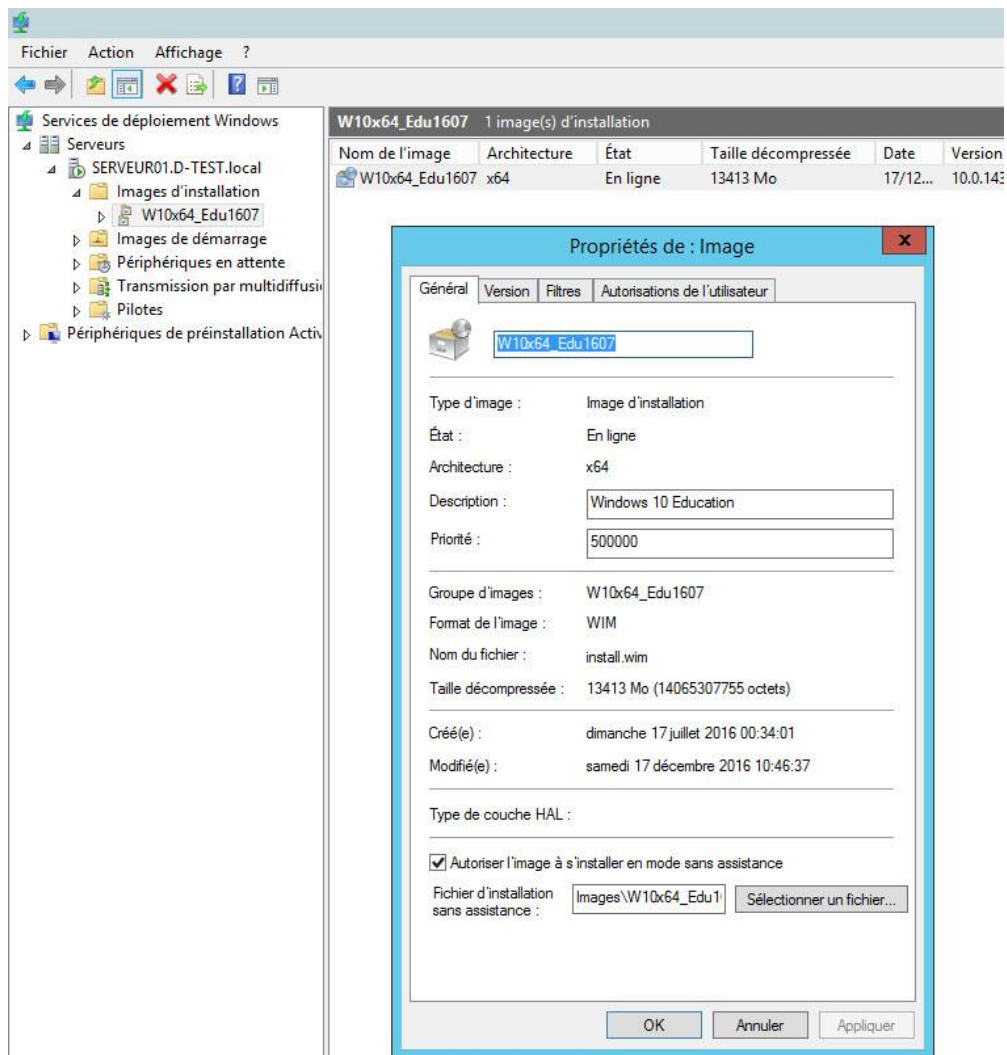 Fichier Action Affichage ?
Services de déploiement Windows
Serveurs
SERVEUR01.D-TEST.local
Images d'installation
W10x64_Edu1607
Images de démarrage
Périphériques en attente
Transmission par multidiffusi
Pilotes
Périphériques de préinstallation Activ
W10x64_Edu1607 1 image(s) d'installation
Nom de l'image Architecture État Taille décompressée Date Version
W10x64_Edu1607 x64 En ligne 13413 Mo 17/12... 10.0.143
Propriétés de : Image
x
Général Version Filtres Autorisations de l'utilisateur
W10x64_Edu1607
Type d'image : Image d'installation
État : En ligne
Architecture : x64
Description : Windows 10 Education
Priorité : 500000
Groupe d'images : W10x64_Edu1607
Format de l'image : WIM
Nom du fichier : install.wim
Taille décompressée : 13413 Mo (14065307755 octets)
Créé(e) : dimanche 17 juillet 2016 00:34:01
Modifié(e) : samedi 17 décembre 2016 10:46:37
Type de couche HAL :
Autoriser l'image à s'installer en mode sans assistance
Fichier d'installation
sans assistance :
Images\W10x64_Edu1 Sélectionner un fichier...
OK Annuler Appliquer